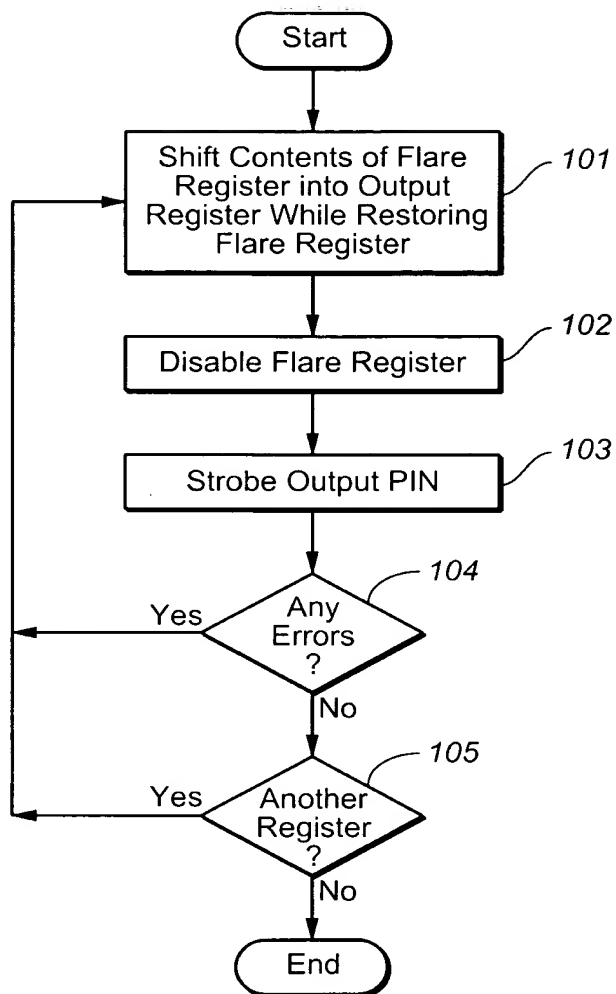 Start
Shift Contents of Flare
Register into Output
Register While Restoring
Flare Register
101
Disable Flare Register
102
Strobe Output PIN
103
Any
Errors
?
104
Yes
No
Another
Register
?
105
Yes
No
End